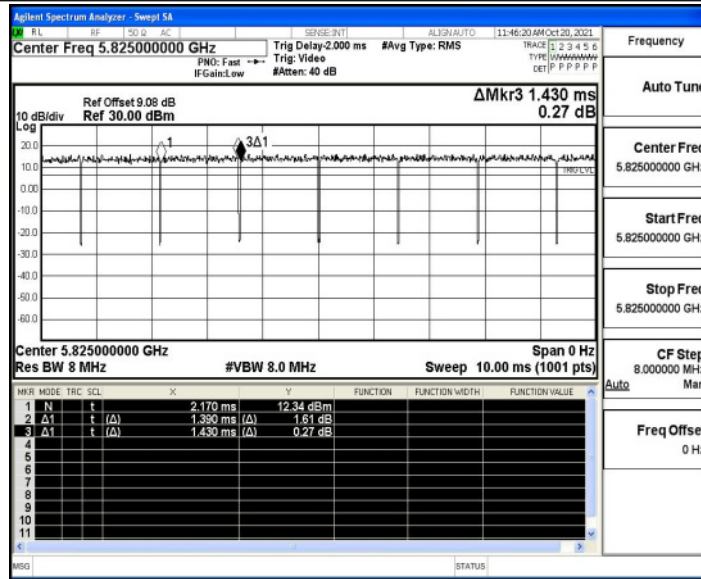 Agilent Spectrum Analyzer - Swept SA
RL RF 50 Ω AC SENSE:INT ALIGNAUTO 11:46:20 AM Oct 20, 2021
Center Freq 5.825000000 GHz
PNO: Fast
IFGain:Low
Trig Delay-2.000 ms
Trig: Video
#Atten: 40 dB
#Avg Type: RMS
TRACE 1 2 3 4 5 6
TYPE WWWWWW
DET P P P P P P
Ref Offset 9.08 dB
10 dB/div Ref 30.00 dBm
Log
ΔMkr3 1.430 ms
0.27 dB
20.0
10.0
0.00
-10.0
-20.0
-30.0
-40.0
-50.0
-60.0
1
3Δ1
TRIG LVL
Center 5.825000000 GHz Span 0 Hz
Res BW 8 MHz #VBW 8.0 MHz Sweep 10.00 ms (1001 pts)
MKR MODE TRC SCL X Y FUNCTION FUNCTION WIDTH FUNCTION VALUE
1 N t 2.170 ms 12.34 dBm
2 Δ1 t (Δ) 1.390 ms (Δ) 1.61 dB
3 Δ1 t (Δ) 1.430 ms (Δ) 0.27 dB
4
5
6
7
8
9
10
11
MSG STATUS
Frequency
Auto Tune
Center Freq
5.825000000 GHz
Start Freq
5.825000000 GHz
Stop Freq
5.825000000 GHz
CF Step
8.000000 MHz
Auto Man
Freq Offset
0 Hz